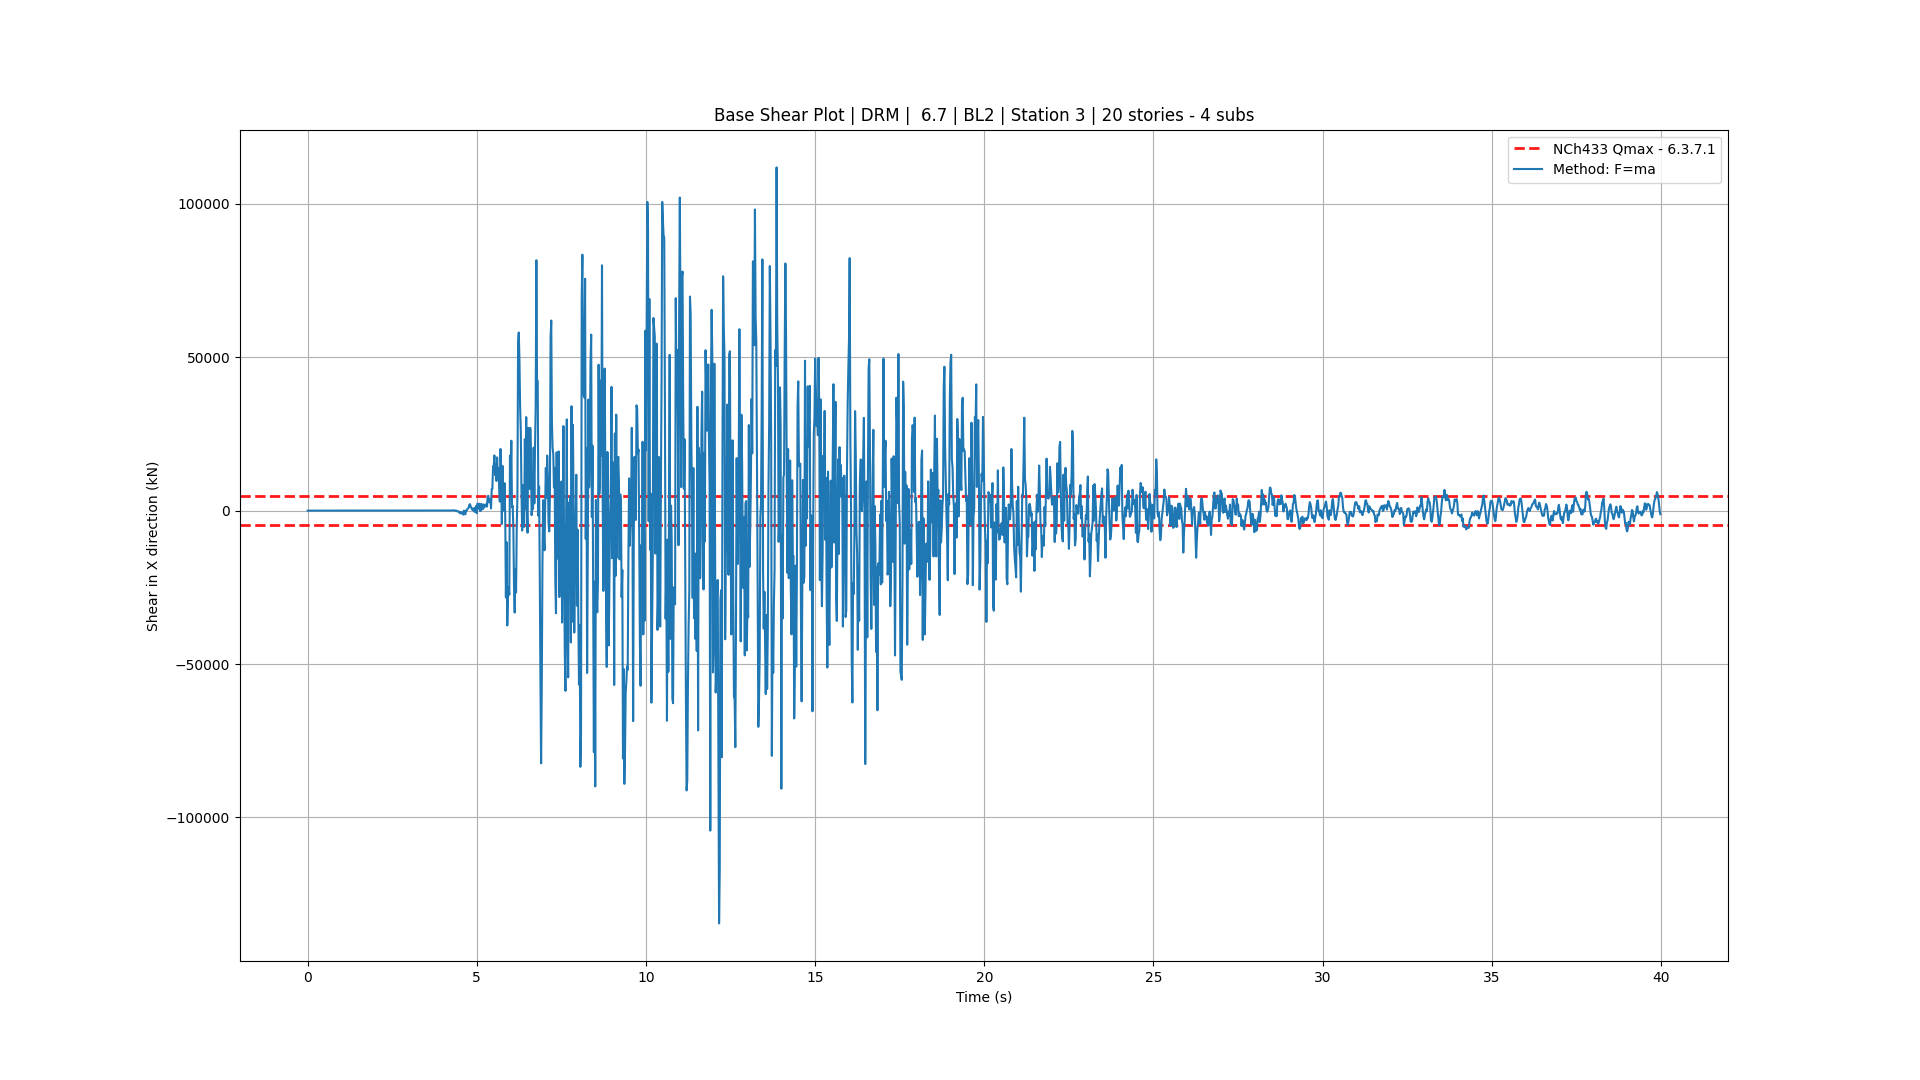 Base Shear Plot | DRM |  6.7 | BL2 | Station 3 | 20 stories - 4 subs
NCh433 Qmax - 6.3.7.1
Method: F=ma
Shear in X direction (kN)
100000
50000
0
−50000
−100000
0 5 10 15 20 25 30 35 40
Time (s)